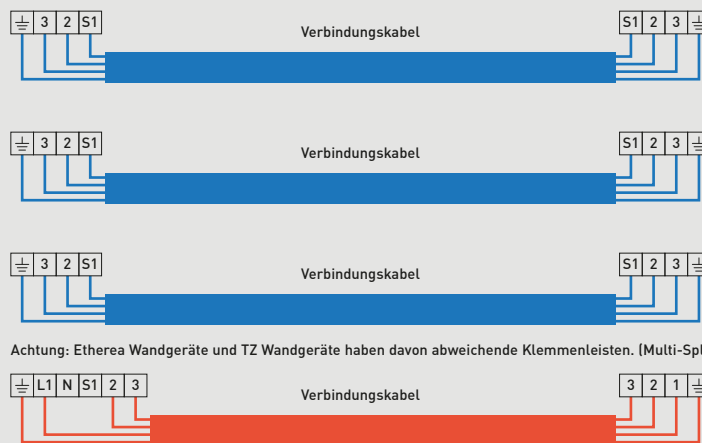 ⏚ 3 2 S1 Verbindungskabel S1 2 3 ⏚
⏚ 3 2 S1 Verbindungskabel S1 2 3 ⏚
⏚ 3 2 S1 Verbindungskabel S1 2 3 ⏚
Achtung: Etherea Wandgeräte und TZ Wandgeräte haben davon abweichende Klemmenleisten. (Multi-Spl
⏚ L1 N S1 2 3 Verbindungskabel 3 2 1 ⏚